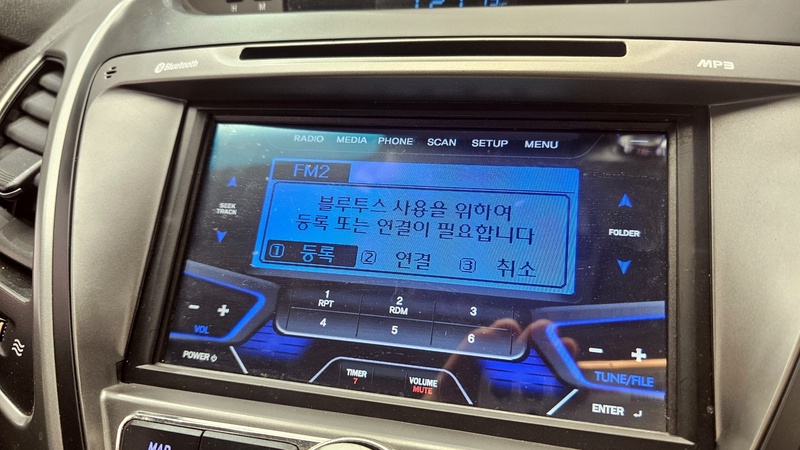 H M
Bluetooth
MP3
RADIO MEDIA PHONE SCAN SETUP MENU
FM2
SEEK
TRACK
FOLDER
블루투스 사용을 위하여
등록 또는 연결이 필요합니다
① 등록 ② 연결 ③ 취소
1
RPT
2
RDM
3
4
5
6
VOL
POWER
TIMER
7
VOLUME
MUTE
TUNE/FILE
ENTER
MAP